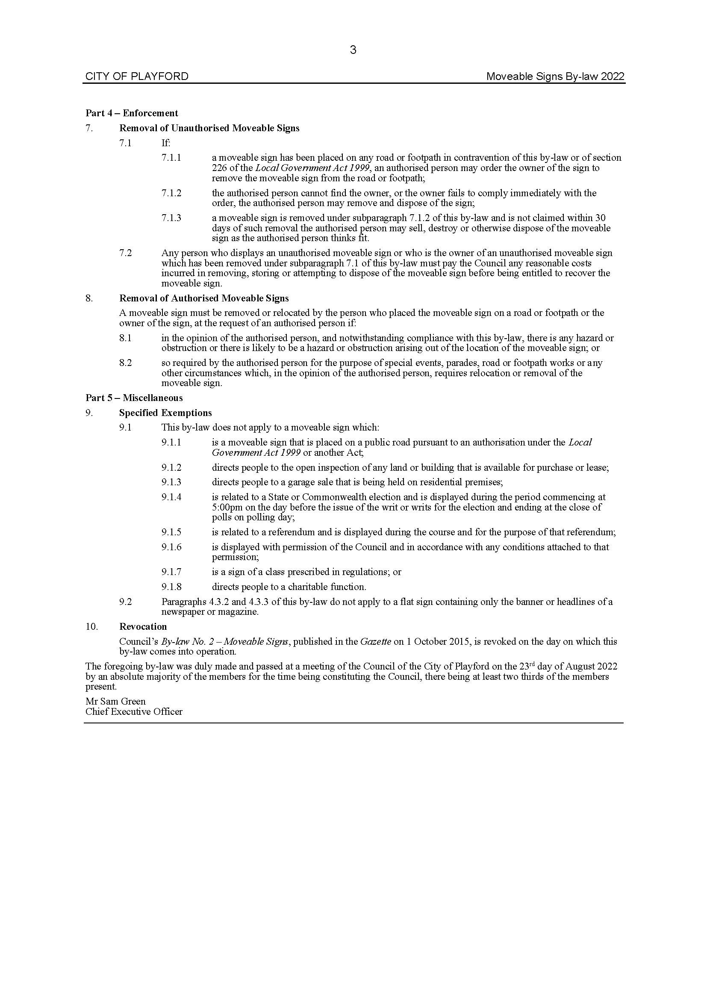 3
CITY OF PLAYFORD Moveable Signs By-law 2022
Part 4 – Enforcement
7. Removal of Unauthorised Moveable Signs
7.1 If:
7.1.1 a moveable sign has been placed on any road or footpath in contravention of this by-law or of section
226 of the Local Government Act 1999, an authorised person may order the owner of the sign to
remove the moveable sign from the road or footpath;
7.1.2 the authorised person cannot find the owner, or the owner fails to comply immediately with the
order, the authorised person may remove and dispose of the sign;
7.1.3 a moveable sign is removed under subparagraph 7.1.2 of this by-law and is not claimed within 30
days of such removal the authorised person may sell, destroy or otherwise dispose of the moveable
sign as the authorised person thinks fit.
7.2 Any person who displays an unauthorised moveable sign or who is the owner of an unauthorised moveable sign
which has been removed under subparagraph 7.1 of this by-law must pay the Council any reasonable costs
incurred in removing, storing or attempting to dispose of the moveable sign before being entitled to recover the
moveable sign.
8. Removal of Authorised Moveable Signs
A moveable sign must be removed or relocated by the person who placed the moveable sign on a road or footpath or the
owner of the sign, at the request of an authorised person if:
8.1 in the opinion of the authorised person, and notwithstanding compliance with this by-law, there is any hazard or
obstruction or there is likely to be a hazard or obstruction arising out of the location of the moveable sign; or
8.2 so required by the authorised person for the purpose of special events, parades, road or footpath works or any
other circumstances which, in the opinion of the authorised person, requires relocation or removal of the
moveable sign.
Part 5 – Miscellaneous
9. Specified Exemptions
9.1 This by-law does not apply to a moveable sign which:
9.1.1 is a moveable sign that is placed on a public road pursuant to an authorisation under the Local
Government Act 1999 or another Act;
9.1.2 directs people to the open inspection of any land or building that is available for purchase or lease;
9.1.3 directs people to a garage sale that is being held on residential premises;
9.1.4 is related to a State or Commonwealth election and is displayed during the period commencing at
5:00pm on the day before the issue of the writ or writs for the election and ending at the close of
polls on polling day;
9.1.5 is related to a referendum and is displayed during the course and for the purpose of that referendum;
9.1.6 is displayed with permission of the Council and in accordance with any conditions attached to that
permission;
9.1.7 is a sign of a class prescribed in regulations; or
9.1.8 directs people to a charitable function.
9.2 Paragraphs 4.3.2 and 4.3.3 of this by-law do not apply to a flat sign containing only the banner or headlines of a
newspaper or magazine.
10. Revocation
Council’s By-law No. 2 – Moveable Signs, published in the Gazette on 1 October 2015, is revoked on the day on which this
by-law comes into operation.
The foregoing by-law was duly made and passed at a meeting of the Council of the City of Playford on the 23rd day of August 2022
by an absolute majority of the members for the time being constituting the Council, there being at least two thirds of the members
present.
Mr Sam Green
Chief Executive Officer